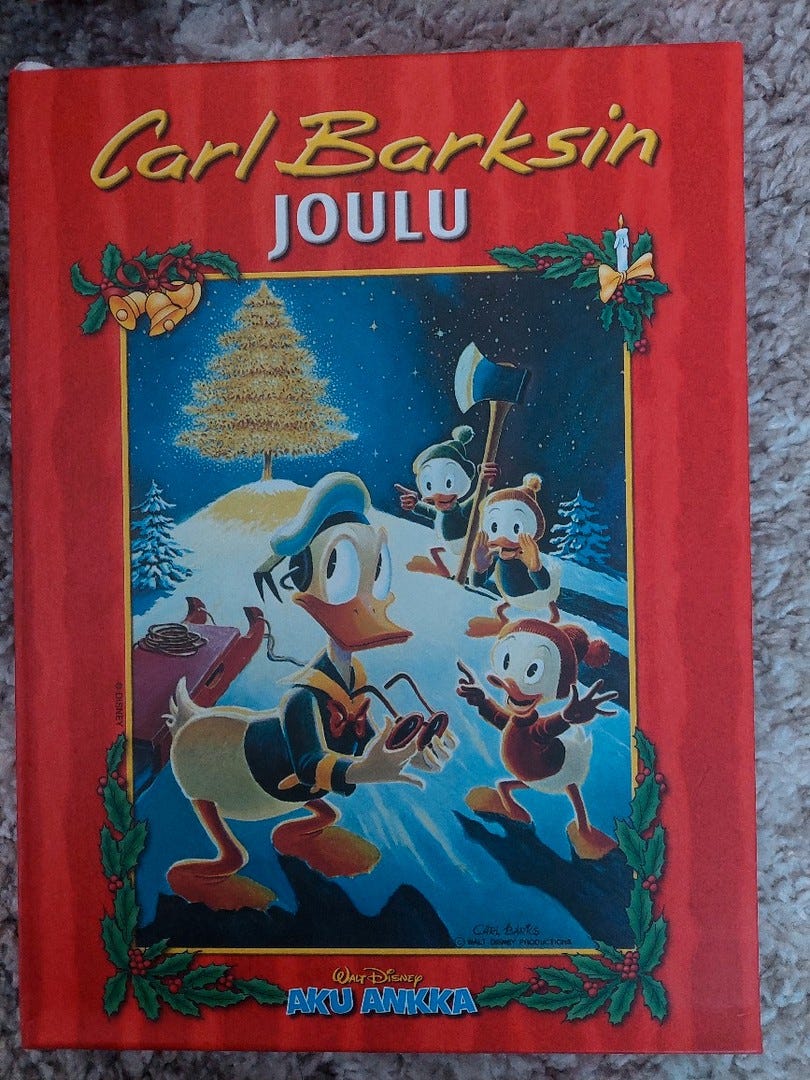 Carl Barksin
JOULU
© DISNEY
CARL BARKS
© WALT DISNEY PRODUCTIONS
WALT DISNEY
AKU ANKKA